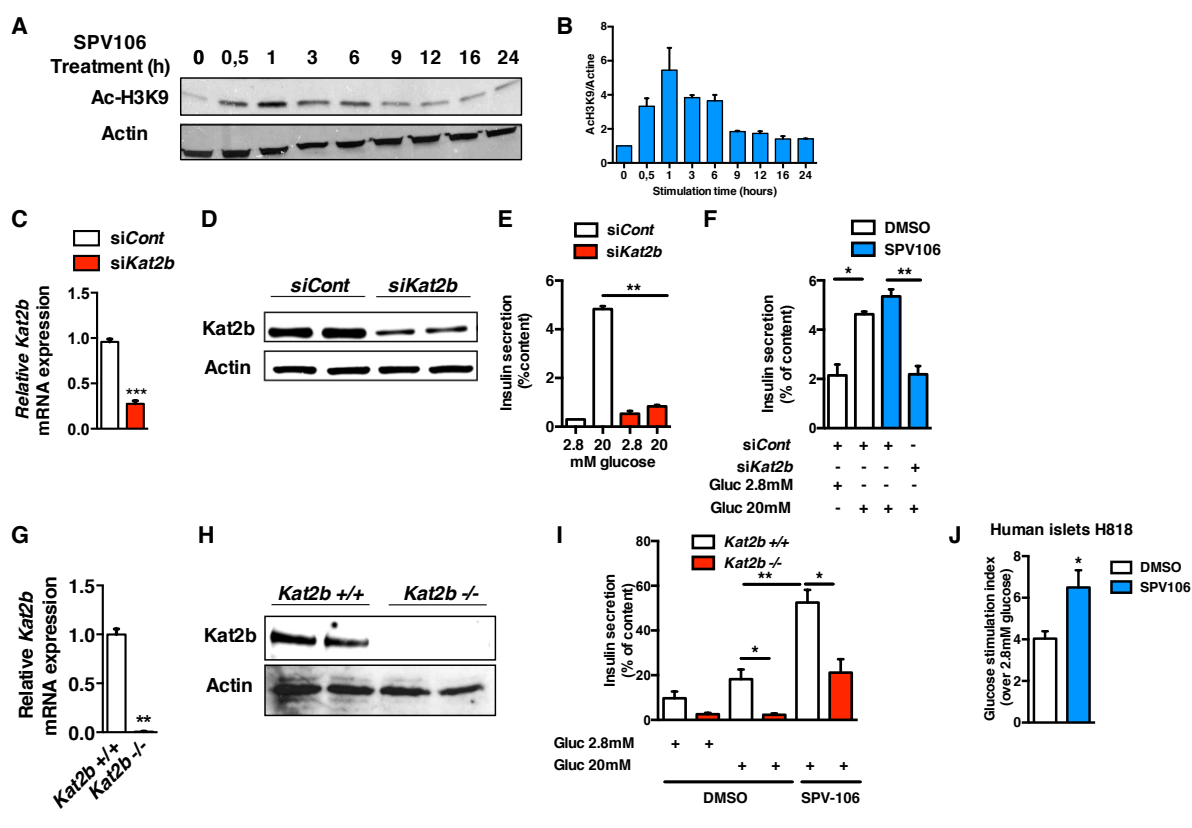 A
SPV106
Treatment (h)
0 0,5 1 3 6 9 12 16 24
Ac-H3K9
Actin
B
AcH3K9/Actine
8
6
4
2
0
0 0,5 1 3 6 9 12 16 24
Stimulation time (hours)
C
siCont
siKat2b
Relative Kat2b
mRNA expression
1.5
1.0
0.5
0.0
***
D
siCont siKat2b
Kat2b
Actin
E
siCont
siKat2b
Insulin secretion
(%content)
6
4
2
0
**
2.8 20 2.8 20
mM glucose
F
DMSO
SPV106
Insulin secretion
(% of content)
6
4
2
0
* **
siCont + + + -
siKat2b - - - +
Gluc 2.8mM + - - -
Gluc 20mM - + + +
G
Relative Kat2b
mRNA expression
1.5
1.0
0.5
0.0
**
Kat2b +/+
Kat2b -/-
H
Kat2b +/+ Kat2b -/-
Kat2b
Actin
I
Kat2b +/+
Kat2b -/-
Insulin secretion
(% of content)
80
60
40
20
0
** *
*
Gluc 2.8mM + +
Gluc 20mM + + + +
DMSO SPV-106
J
Human islets H818
DMSO
SPV106
Glucose stimulation index
(over 2.8mM glucose)
8
6
4
2
0
*